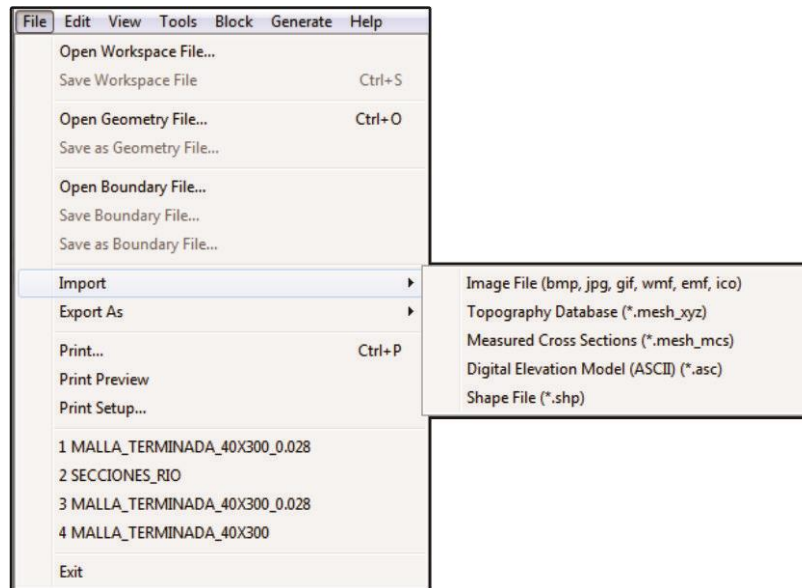 File Edit View Tools Block Generate Help
Open Workspace File...
Save Workspace File Ctrl+S
Open Geometry File... Ctrl+O
Save as Geometry File...
Open Boundary File...
Save Boundary File...
Save as Boundary File...
Import
Export As
Print... Ctrl+P
Print Preview
Print Setup...
1 MALLA_TERMINADA_40X300_0.028
2 SECCIONES_RIO
3 MALLA_TERMINADA_40X300_0.028
4 MALLA_TERMINADA_40X300
Exit
Image File (bmp, jpg, gif, wmf, emf, ico)
Topography Database (*.mesh_xyz)
Measured Cross Sections (*.mesh_mcs)
Digital Elevation Model (ASCII) (*.asc)
Shape File (*.shp)